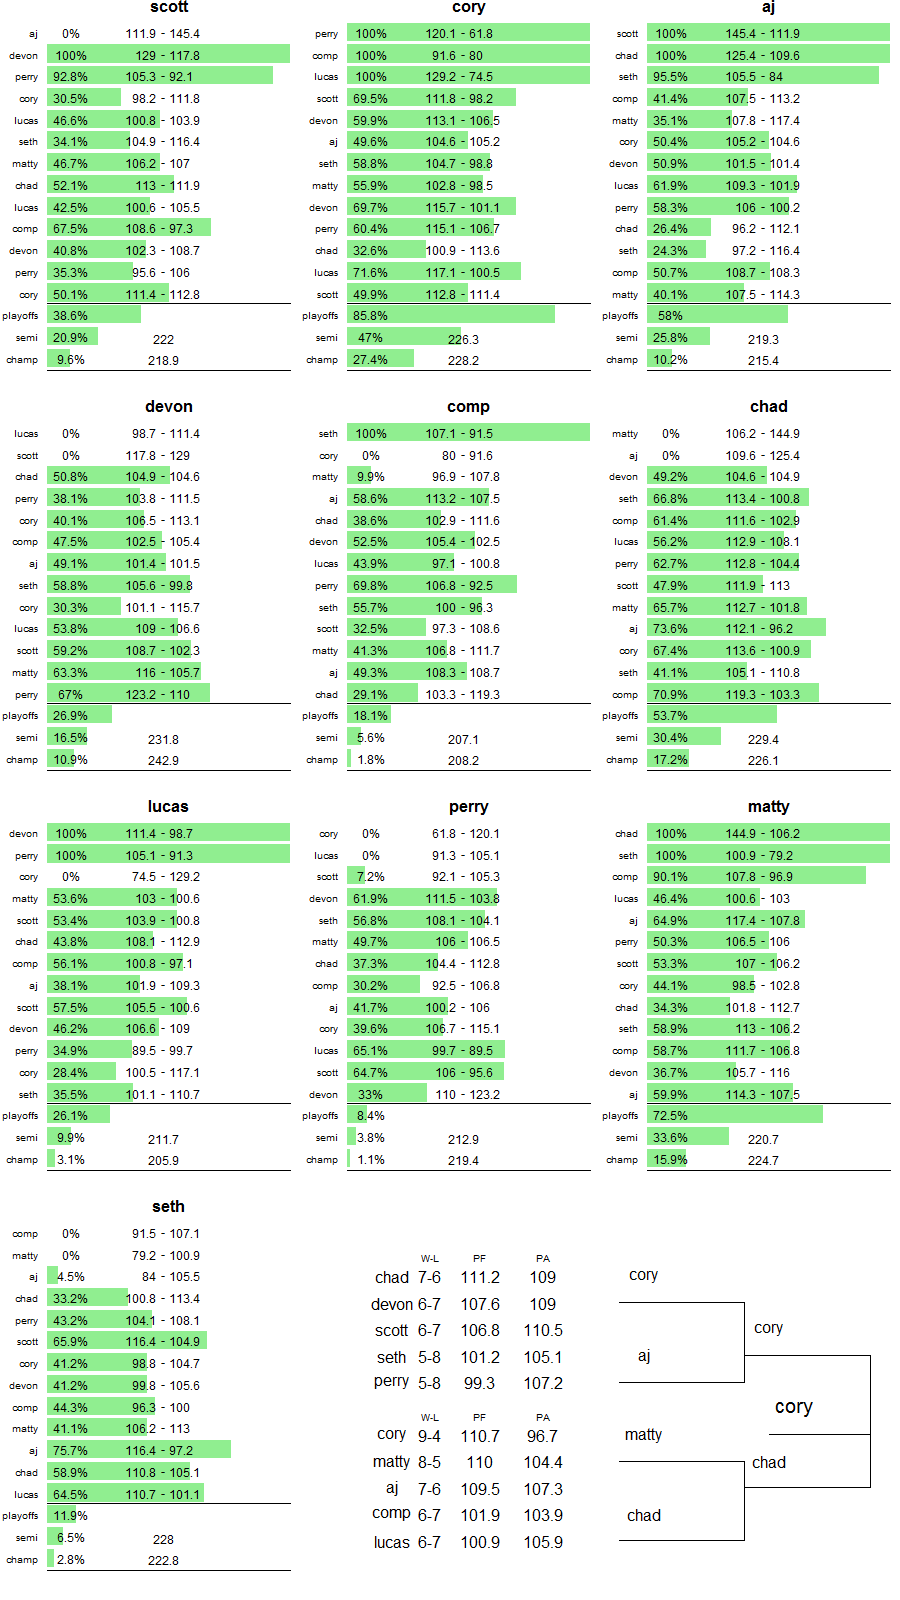 scott
aj 0% 111.9 - 145.4
devon 100% 129 - 117.8
perry 92.8% 105.3 - 92.1
cory 30.5% 98.2 - 111.8
lucas 46.6% 100.8 - 103.9
seth 34.1% 104.9 - 116.4
matty 46.7% 106.2 - 107
chad 52.1% 113 - 111.9
lucas 42.5% 100.6 - 105.5
comp 67.5% 108.6 - 97.3
devon 40.8% 102.3 - 108.7
perry 35.3% 95.6 - 106
cory 50.1% 111.4 - 112.8
playoffs 38.6%
semi 20.9% 222
champ 9.6% 218.9
cory
perry 100% 120.1 - 61.8
comp 100% 91.6 - 80
lucas 100% 129.2 - 74.5
scott 69.5% 111.8 - 98.2
devon 59.9% 113.1 - 106.5
aj 49.6% 104.6 - 105.2
seth 58.8% 104.7 - 98.8
matty 55.9% 102.8 - 98.5
devon 69.7% 115.7 - 101.1
perry 60.4% 115.1 - 106.7
chad 32.6% 100.9 - 113.6
lucas 71.6% 117.1 - 100.5
scott 49.9% 112.8 - 111.4
playoffs 85.8%
semi 47% 226.3
champ 27.4% 228.2
aj
scott 100% 145.4 - 111.9
chad 100% 125.4 - 109.6
seth 95.5% 105.5 - 84
comp 41.4% 107.5 - 113.2
matty 35.1% 107.8 - 117.4
cory 50.4% 105.2 - 104.6
devon 50.9% 101.5 - 101.4
lucas 61.9% 109.3 - 101.9
perry 58.3% 106 - 100.2
chad 26.4% 96.2 - 112.1
seth 24.3% 97.2 - 116.4
comp 50.7% 108.7 - 108.3
matty 40.1% 107.5 - 114.3
playoffs 58%
semi 25.8% 219.3
champ 10.2% 215.4
devon
lucas 0% 98.7 - 111.4
scott 0% 117.8 - 129
chad 50.8% 104.9 - 104.6
perry 38.1% 103.8 - 111.5
cory 40.1% 106.5 - 113.1
comp 47.5% 102.5 - 105.4
aj 49.1% 101.4 - 101.5
seth 58.8% 105.6 - 99.8
cory 30.3% 101.1 - 115.7
lucas 53.8% 109 - 106.6
scott 59.2% 108.7 - 102.3
matty 63.3% 116 - 105.7
perry 67% 123.2 - 110
playoffs 26.9%
semi 16.5% 231.8
champ 10.9% 242.9
comp
seth 100% 107.1 - 91.5
cory 0% 80 - 91.6
matty 9.9% 96.9 - 107.8
aj 58.6% 113.2 - 107.5
chad 38.6% 102.9 - 111.6
devon 52.5% 105.4 - 102.5
lucas 43.9% 97.1 - 100.8
perry 69.8% 106.8 - 92.5
seth 55.7% 100 - 96.3
scott 32.5% 97.3 - 108.6
matty 41.3% 106.8 - 111.7
aj 49.3% 108.3 - 108.7
chad 29.1% 103.3 - 119.3
playoffs 18.1%
semi 5.6% 207.1
champ 1.8% 208.2
chad
matty 0% 106.2 - 144.9
aj 0% 109.6 - 125.4
devon 49.2% 104.6 - 104.9
seth 66.8% 113.4 - 100.8
comp 61.4% 111.6 - 102.9
lucas 56.2% 112.9 - 108.1
perry 62.7% 112.8 - 104.4
scott 47.9% 111.9 - 113
matty 65.7% 112.7 - 101.8
aj 73.6% 112.1 - 96.2
cory 67.4% 113.6 - 100.9
seth 41.1% 105.1 - 110.8
comp 70.9% 119.3 - 103.3
playoffs 53.7%
semi 30.4% 229.4
champ 17.2% 226.1
lucas
devon 100% 111.4 - 98.7
perry 100% 105.1 - 91.3
cory 0% 74.5 - 129.2
matty 53.6% 103 - 100.6
scott 53.4% 103.9 - 100.8
chad 43.8% 108.1 - 112.9
comp 56.1% 100.8 - 97.1
aj 38.1% 101.9 - 109.3
scott 57.5% 105.5 - 100.6
devon 46.2% 106.6 - 109
perry 34.9% 89.5 - 99.7
cory 28.4% 100.5 - 117.1
seth 35.5% 101.1 - 110.7
playoffs 26.1%
semi 9.9% 211.7
champ 3.1% 205.9
perry
cory 0% 61.8 - 120.1
lucas 0% 91.3 - 105.1
scott 7.2% 92.1 - 105.3
devon 61.9% 111.5 - 103.8
seth 56.8% 108.1 - 104.1
matty 49.7% 106 - 106.5
chad 37.3% 104.4 - 112.8
comp 30.2% 92.5 - 106.8
aj 41.7% 100.2 - 106
cory 39.6% 106.7 - 115.1
lucas 65.1% 99.7 - 89.5
scott 64.7% 106 - 95.6
devon 33% 110 - 123.2
playoffs 8.4%
semi 3.8% 212.9
champ 1.1% 219.4
matty
chad 100% 144.9 - 106.2
seth 100% 100.9 - 79.2
comp 90.1% 107.8 - 96.9
lucas 46.4% 100.6 - 103
aj 64.9% 117.4 - 107.8
perry 50.3% 106.5 - 106
scott 53.3% 107 - 106.2
cory 44.1% 98.5 - 102.8
chad 34.3% 101.8 - 112.7
seth 58.9% 113 - 106.2
comp 58.7% 111.7 - 106.8
devon 36.7% 105.7 - 116
aj 59.9% 114.3 - 107.5
playoffs 72.5%
semi 33.6% 220.7
champ 15.9% 224.7
seth
comp 0% 91.5 - 107.1
matty 0% 79.2 - 100.9
aj 4.5% 84 - 105.5
chad 33.2% 100.8 - 113.4
perry 43.2% 104.1 - 108.1
scott 65.9% 116.4 - 104.9
cory 41.2% 98.8 - 104.7
devon 41.2% 99.8 - 105.6
comp 44.3% 96.3 - 100
matty 41.1% 106.2 - 113
aj 75.7% 116.4 - 97.2
chad 58.9% 110.8 - 105.1
lucas 64.5% 110.7 - 101.1
playoffs 11.9%
semi 6.5% 228
champ 2.8% 222.8
W-L PF PA
chad 7-6 111.2 109
devon 6-7 107.6 109
scott 6-7 106.8 110.5
seth 5-8 101.2 105.1
perry 5-8 99.3 107.2
W-L PF PA
cory 9-4 110.7 96.7
matty 8-5 110 104.4
aj 7-6 109.5 107.3
comp 6-7 101.9 103.9
lucas 6-7 100.9 105.9
cory
cory
aj
cory
matty
chad
chad